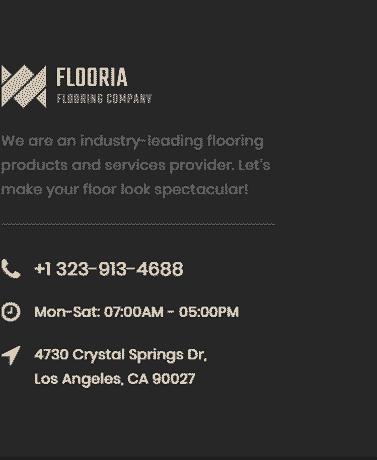 FLOORIA
FLOORING COMPANY
We are an industry-leading flooring
products and services provider. Let's
make your floor look spectacular!
+1 323-913-4688
Mon-Sat: 07:00AM - 05:00PM
4730 Crystal Springs Dr,
Los Angeles, CA 90027